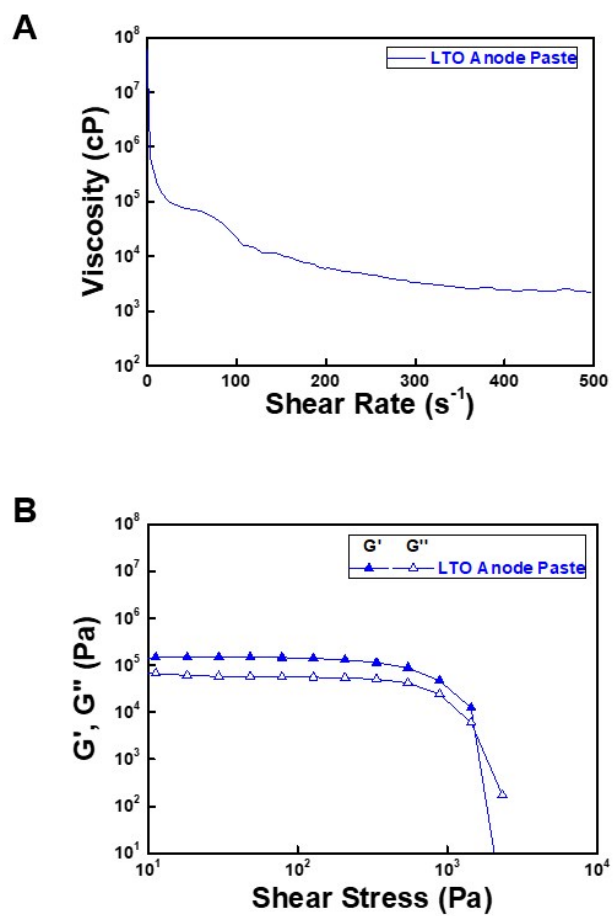 A
10^8
10^7
10^6
10^5
10^4
10^3
10^2
Viscosity (cP)
LTO Anode Paste
0 100 200 300 400 500
Shear Rate (s^-1)
B
10^8
10^7
10^6
10^5
10^4
10^3
10^2
10^1
G', G'' (Pa)
G' G''
LTO Anode Paste
10^1 10^2 10^3 10^4
Shear Stress (Pa)